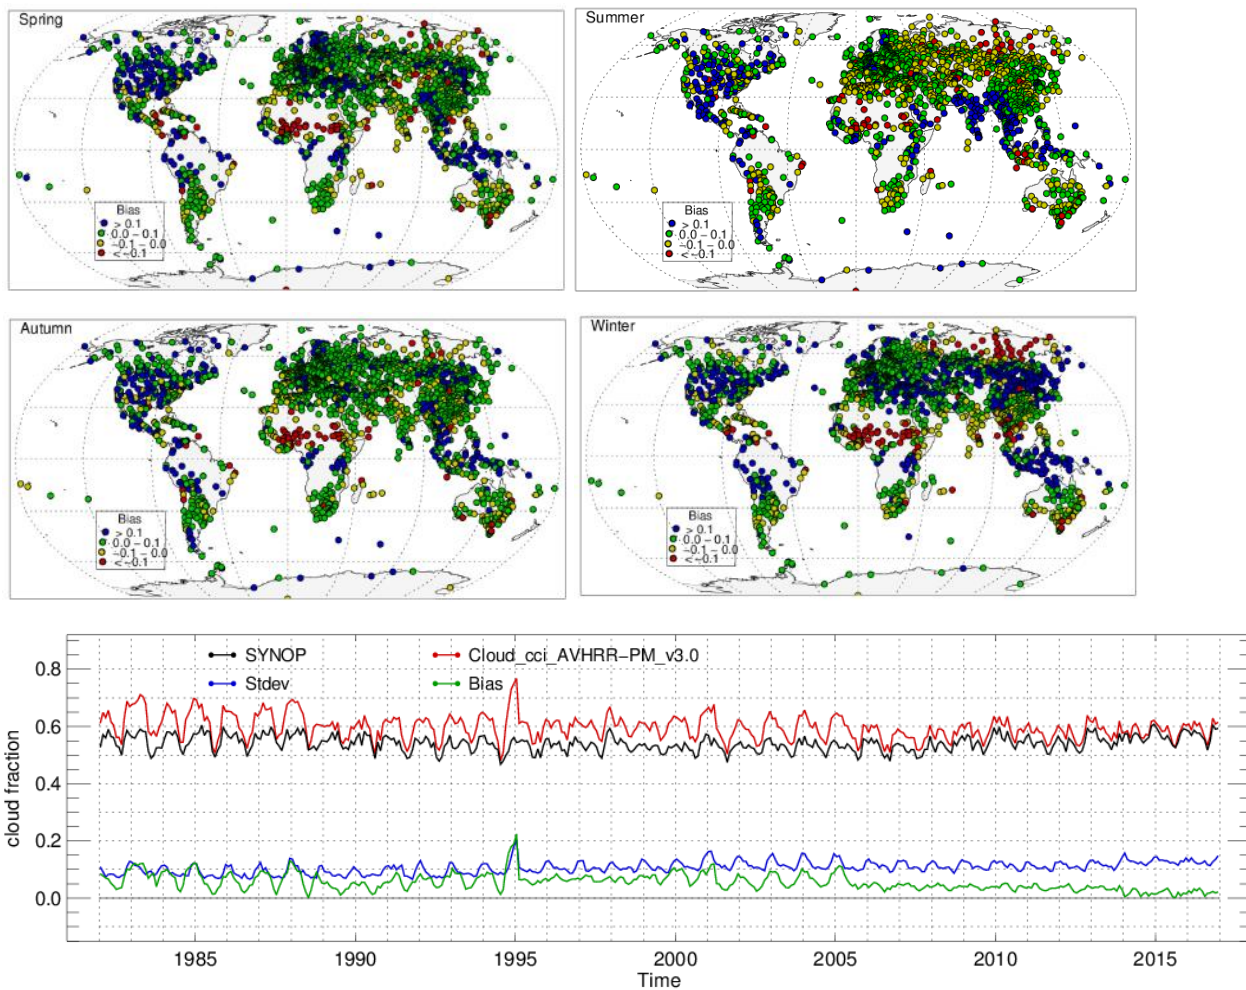 Spring
Bias
> 0.1
0.0 – 0.1
−0.1 – 0.0
<−0.1
Summer
Bias
> 0.1
0.0 – 0.1
−0.1 – 0.0
<−0.1
Autumn
Bias
> 0.1
0.0 – 0.1
−0.1 – 0.0
<−0.1
Winter
Bias
> 0.1
0.0 – 0.1
−0.1 – 0.0
<−0.1
SYNOP
Cloud_cci_AVHRR−PM_v3.0
Stdev
Bias
cloud fraction
0.8
0.6
0.4
0.2
0.0
1985 1990 1995 2000 2005 2010 2015
Time